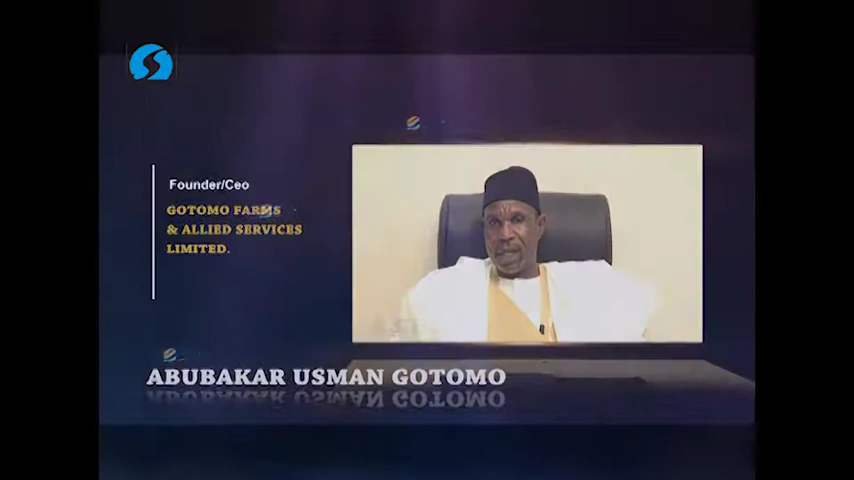 Founder/Ceo
GOTOMO FARMS
& ALLIED SERVICES
LIMITED.
ABUBAKAR USMAN GOTOMO